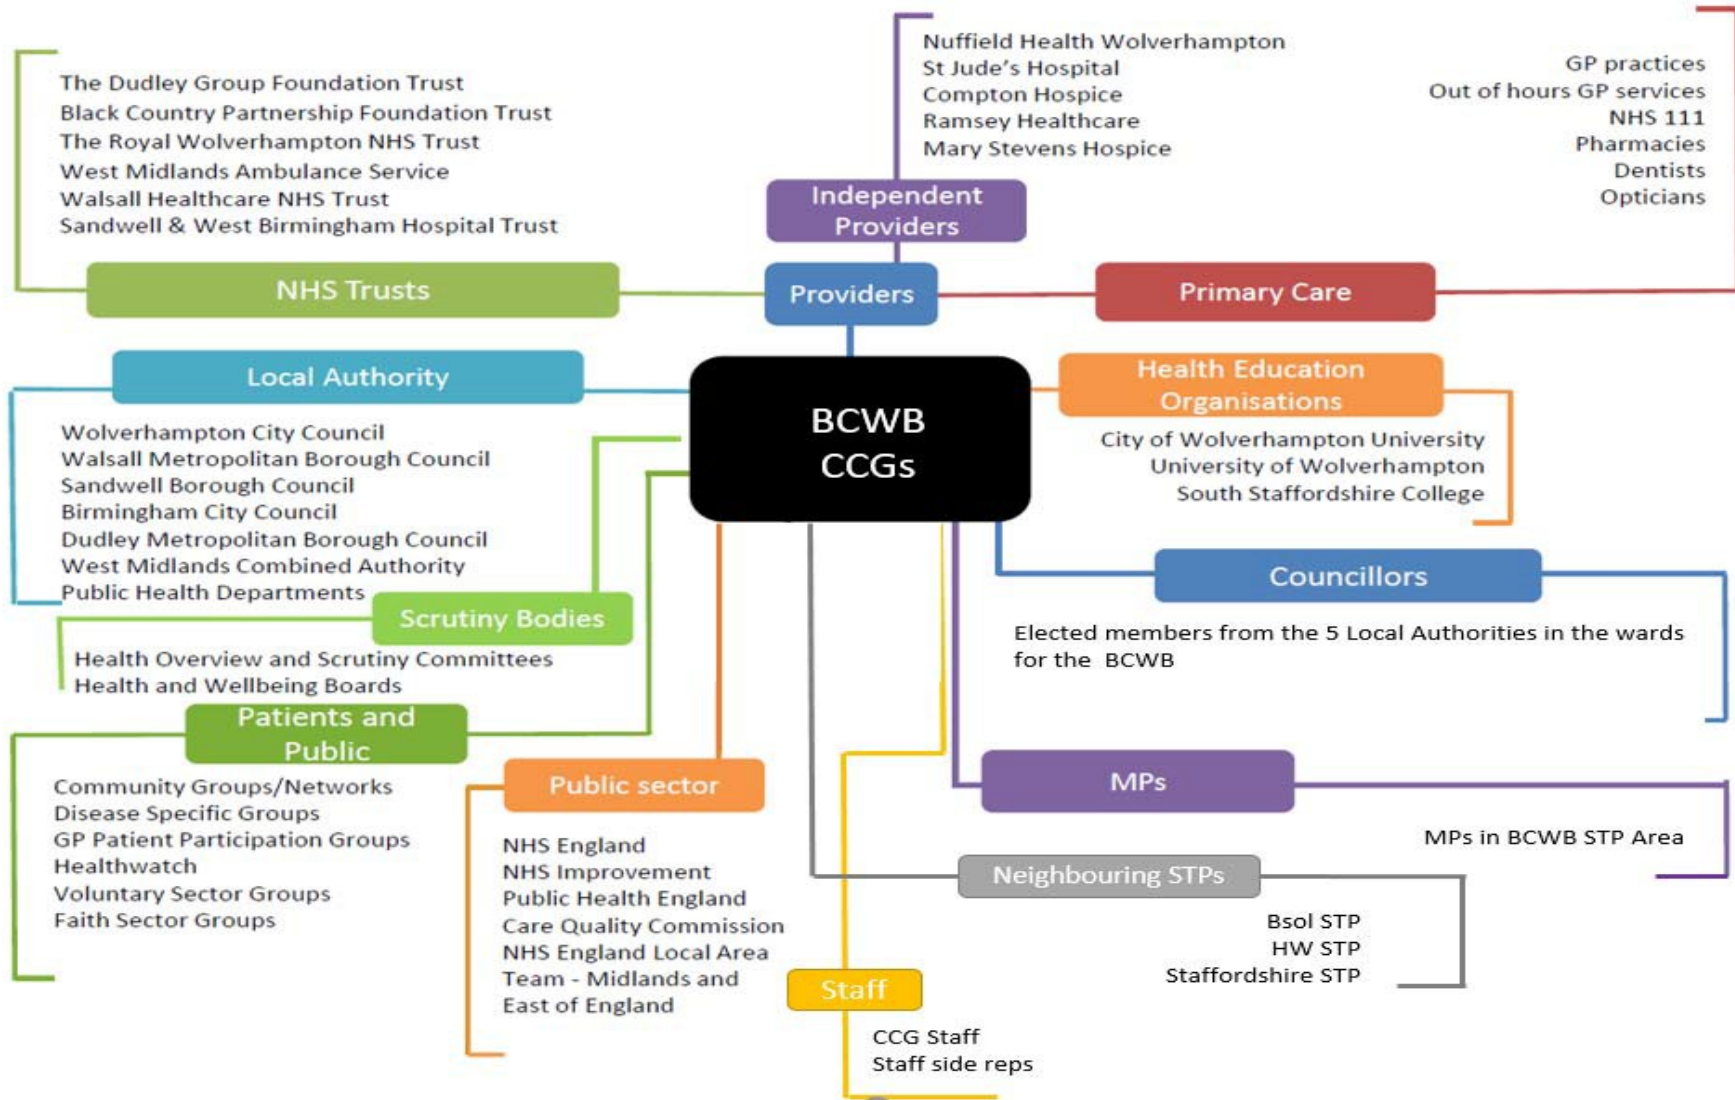 The Dudley Group Foundation Trust
Black Country Partnership Foundation Trust
The Royal Wolverhampton NHS Trust
West Midlands Ambulance Service
Walsall Healthcare NHS Trust
Sandwell & West Birmingham Hospital Trust
NHS Trusts
Nuffield Health Wolverhampton
St Jude's Hospital
Compton Hospice
Ramsey Healthcare
Mary Stevens Hospice
Independent
Providers
Providers
GP practices
Out of hours GP services
NHS 111
Pharmacies
Dentists
Opticians
Primary Care
BCWB
CCGs
Local Authority
Wolverhampton City Council
Walsall Metropolitan Borough Council
Sandwell Borough Council
Birmingham City Council
Dudley Metropolitan Borough Council
West Midlands Combined Authority
Public Health Departments
Scrutiny Bodies
Health Overview and Scrutiny Committees
Health and Wellbeing Boards
Patients and
Public
Community Groups/Networks
Disease Specific Groups
GP Patient Participation Groups
Healthwatch
Voluntary Sector Groups
Faith Sector Groups
Public sector
NHS England
NHS Improvement
Public Health England
Care Quality Commission
NHS England Local Area
Team - Midlands and
East of England
Staff
CCG Staff
Staff side reps
Health Education
Organisations
City of Wolverhampton University
University of Wolverhampton
South Staffordshire College
Councillors
Elected members from the 5 Local Authorities in the wards
for the BCWB
MPs
MPs in BCWB STP Area
Neighbouring STPs
Bsol STP
HW STP
Staffordshire STP